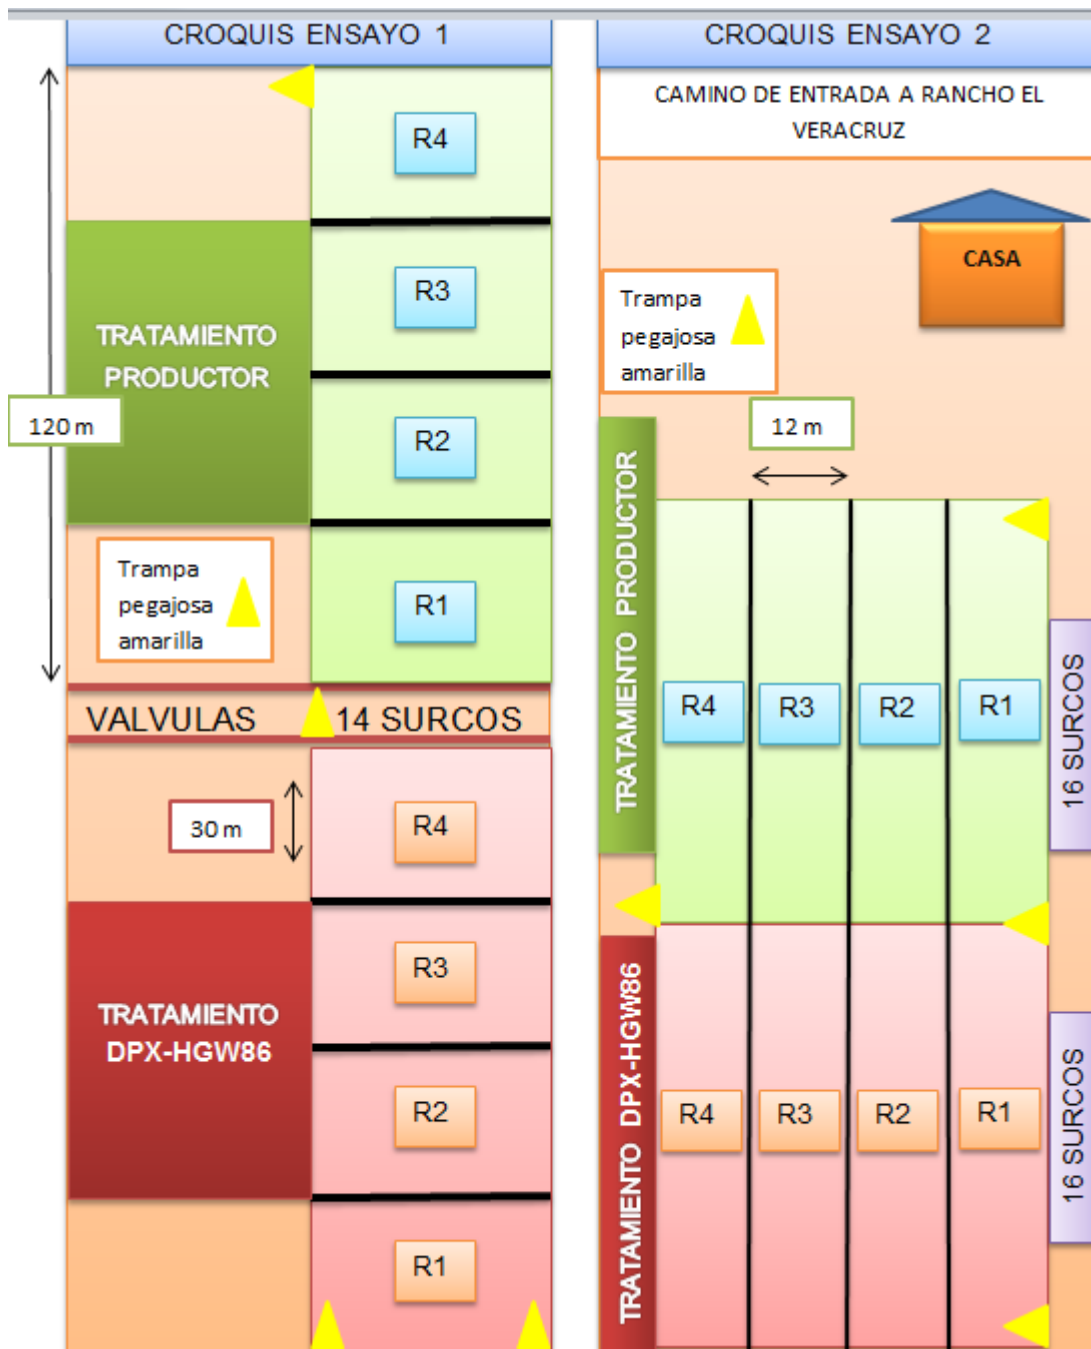 CROQUIS ENSAYO 1
R4
R3
TRATAMIENTO
PRODUCTOR
120 m
R2
Trampa
pegajosa
amarilla
R1
VALVULAS 14 SURCOS
30 m
R4
R3
TRATAMIENTO
DPX-HGW86
R2
R1
CROQUIS ENSAYO 2
CAMINO DE ENTRADA A RANCHO EL
VERACRUZ
CASA
Trampa
pegajosa
amarilla
12 m
TRATAMIENTO PRODUCTOR
R4 R3 R2 R1
16 SURCOS
TRATAMIENTO DPX-HGW86
R4 R3 R2 R1
16 SURCOS